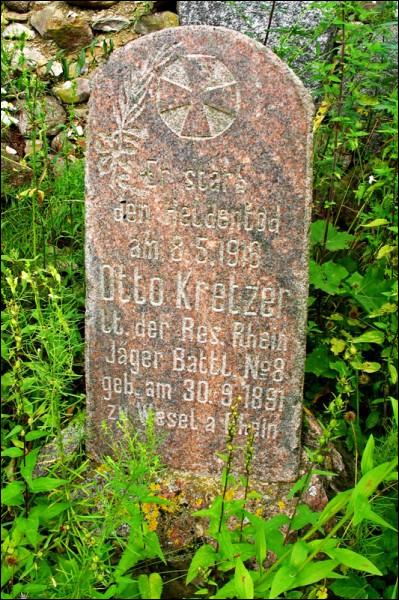 Er starb
den Heldentod
am 8.5.1916
Otto Kretzer
Lt. der Res. Rhein
Jäger Battl. No 8
geb. am 30.9.1891
zu Wesel a Rhein